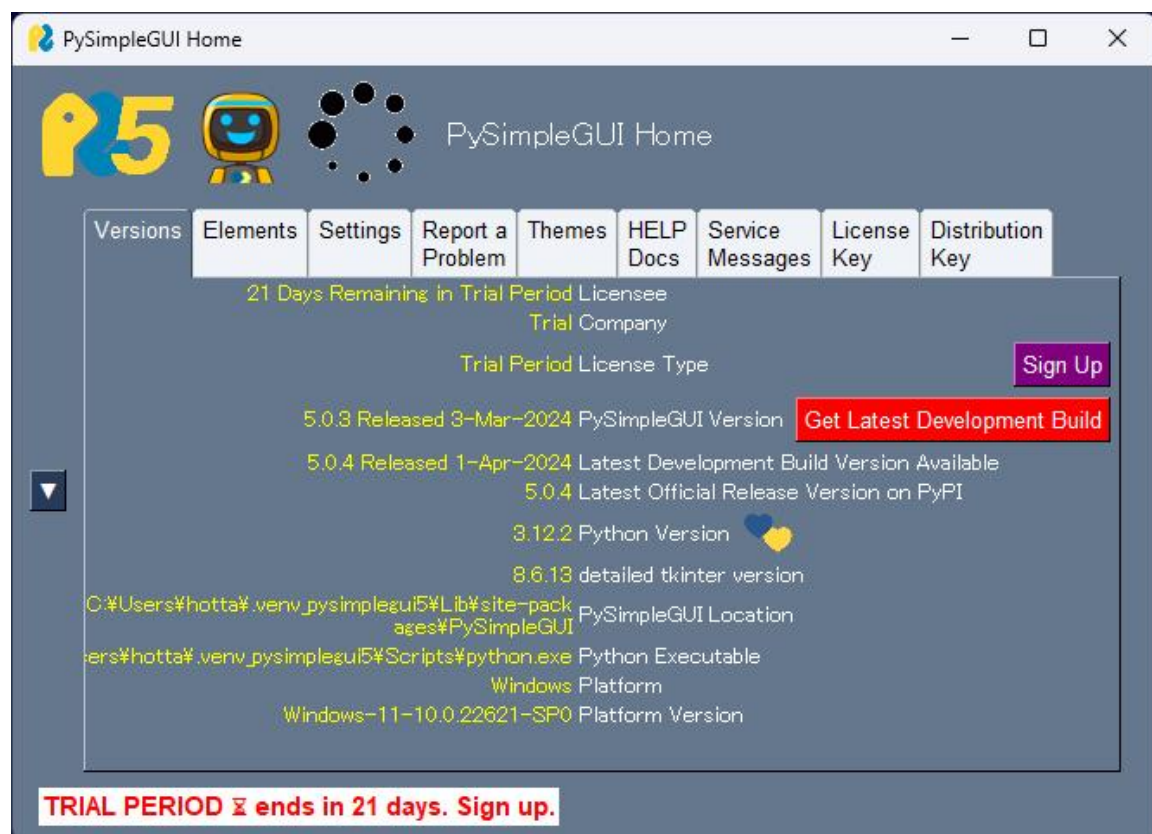 PySimpleGUI Home
PySimpleGUI Home
Versions
Elements
Settings
Report a
Problem
Themes
HELP
Docs
Service
Messages
License
Key
Distribution
Key
21 Days Remaining in Trial Period Licensee
Trial Company
Trial Period License Type
Sign Up
5.0.3 Released 3-Mar-2024 PySimpleGUI Version
Get Latest Development Build
5.0.4 Released 1-Apr-2024 Latest Development Build Version Available
5.0.4 Latest Official Release Version on PyPI
3.12.2 Python Version
8.6.13 detailed tkinter version
C:¥Users¥hotta¥.venv_pysimplegui5¥Lib¥site-pack
ages¥PySimpleGUI PySimpleGUI Location
ers¥hotta¥.venv_pysimplegui5¥Scripts¥python.exe Python Executable
Windows Platform
Windows-11-10.0.22621-SP0 Platform Version
TRIAL PERIOD ⌛ ends in 21 days. Sign up.